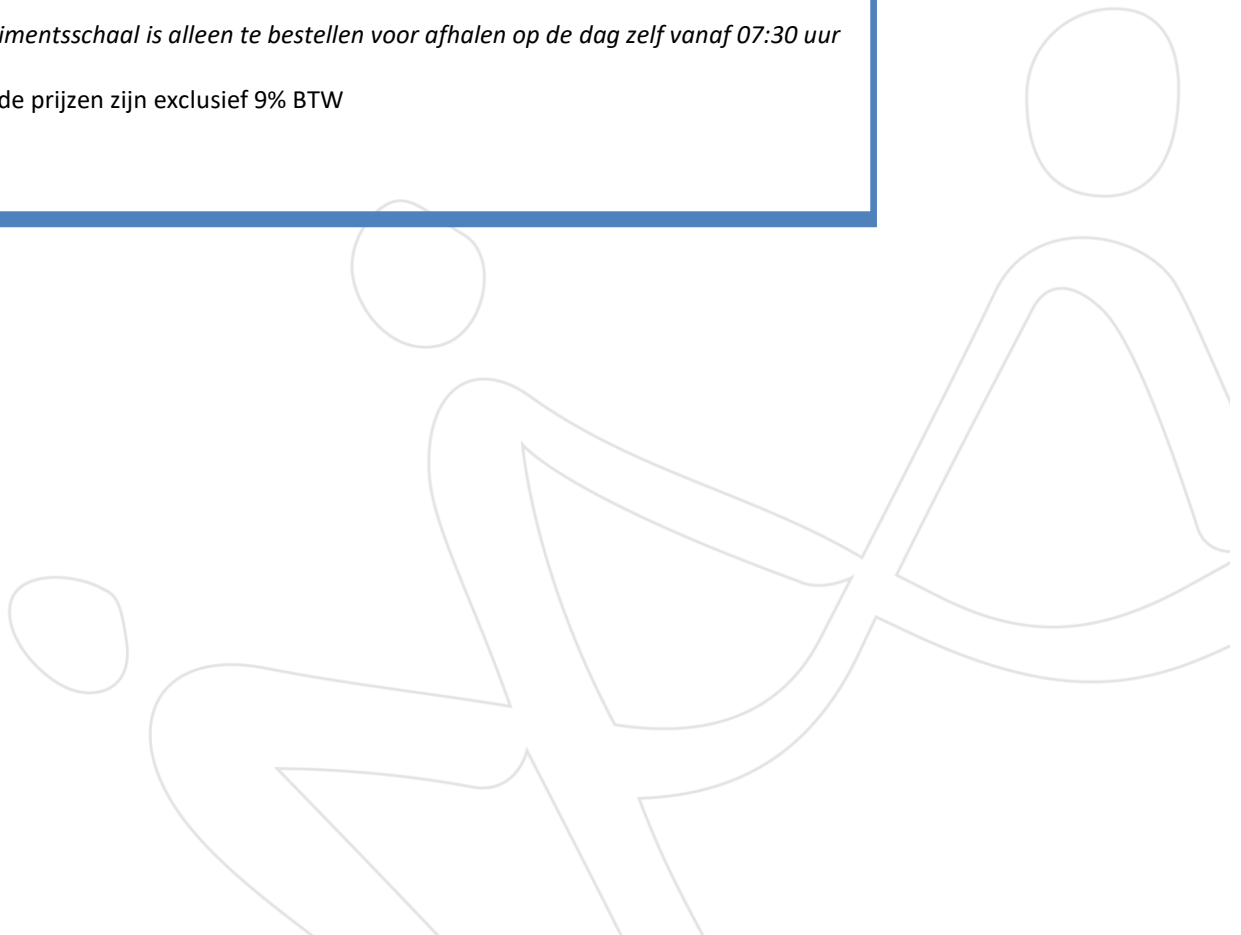 imentsschaal is alleen te bestellen voor afhalen op de dag zelf vanaf 07:30 uur
de prijzen zijn exclusief 9% BTW